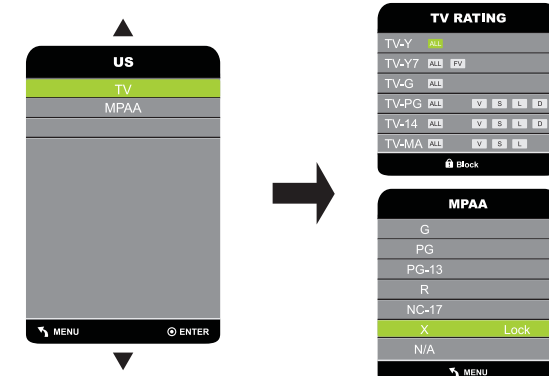 US
TV
MPAA
MENU ENTER
TV RATING
TV-Y ALL
TV-Y7 ALL FV
TV-G ALL
TV-PG ALL V S L D
TV-14 ALL V S L D
TV-MA ALL V S L
Block
MPAA
G
PG
PG-13
R
NC-17
X Lock
N/A
MENU